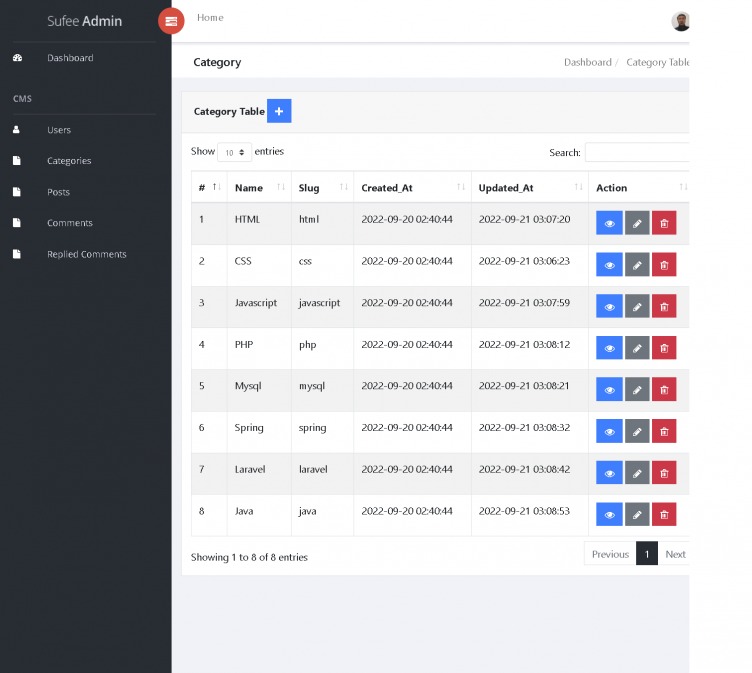 Sufee Admin
Home
Dashboard
CMS
Users
Categories
Posts
Comments
Replied Comments
Category
Dashboard / Category Table
Category Table +
Show 10 entries
Search:
# Name Slug Created_At Updated_At Action
1 HTML html 2022-09-20 02:40:44 2022-09-21 03:07:20
2 CSS css 2022-09-20 02:40:44 2022-09-21 03:06:23
3 Javascript javascript 2022-09-20 02:40:44 2022-09-21 03:07:59
4 PHP php 2022-09-20 02:40:44 2022-09-21 03:08:12
5 Mysql mysql 2022-09-20 02:40:44 2022-09-21 03:08:21
6 Spring spring 2022-09-20 02:40:44 2022-09-21 03:08:32
7 Laravel laravel 2022-09-20 02:40:44 2022-09-21 03:08:42
8 Java java 2022-09-20 02:40:44 2022-09-21 03:08:53
Showing 1 to 8 of 8 entries
Previous 1 Next